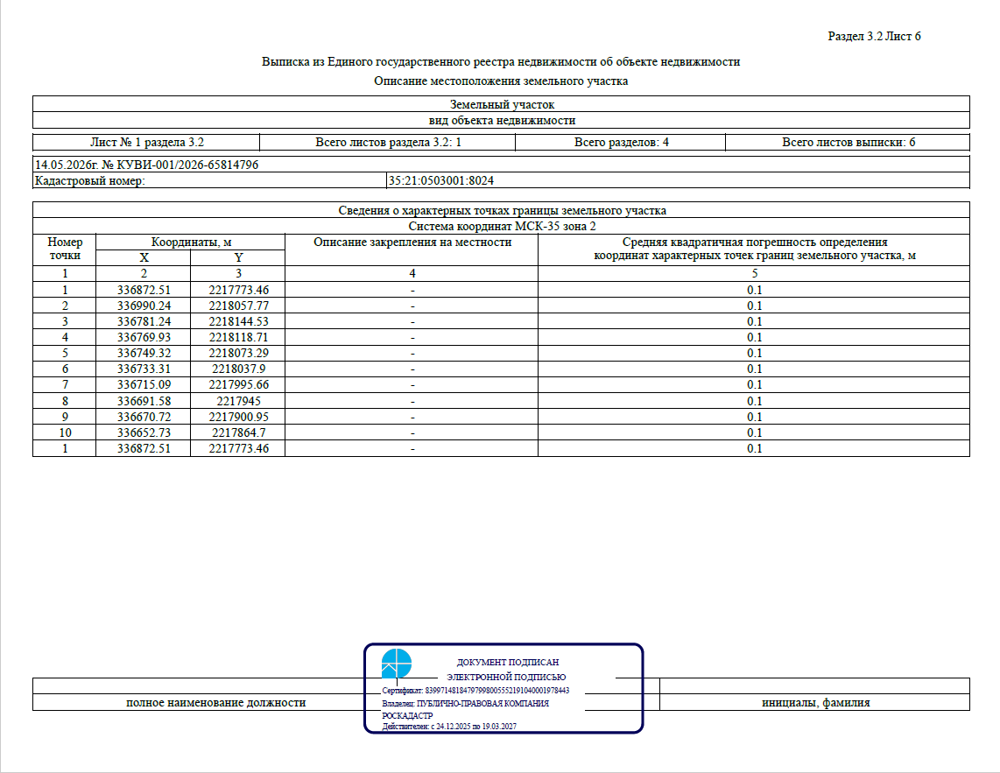 Раздел 3.2 Лист 6
Выписка из Единого государственного реестра недвижимости об объекте недвижимости
Описание местоположения земельного участка
Земельный участок
вид объекта недвижимости
Лист № 1 раздела 3.2 Всего листов раздела 3.2: 1 Всего разделов: 4 Всего листов выписки: 6
14.05.2026г. № КУВИ-001/2026-65814796
Кадастровый номер: 35:21:0503001:8024
Сведения о характерных точках границы земельного участка
Система координат МСК-35 зона 2
Номер точки Координаты, м Описание закрепления на местности Средняя квадратичная погрешность определения координат характерных точек границ земельного участка, м
X Y
1 2 3 4 5
1 336872.51 2217773.46 - 0.1
2 336990.24 2218057.77 - 0.1
3 336781.24 2218144.53 - 0.1
4 336769.93 2218118.71 - 0.1
5 336749.32 2218073.29 - 0.1
6 336733.31 2218037.9 - 0.1
7 336715.09 2217995.66 - 0.1
8 336691.58 2217945 - 0.1
9 336670.72 2217900.95 - 0.1
10 336652.73 2217864.7 - 0.1
1 336872.51 2217773.46 - 0.1
ДОКУМЕНТ ПОДПИСАН
ЭЛЕКТРОННОЙ ПОДПИСЬЮ
Сертификат: 83997148184797998005552191040001978443
Владелец: ПУБЛИЧНО-ПРАВОВАЯ КОМПАНИЯ
РОСКАДАСТР
Действителен: с 24.12.2025 по 19.03.2027
полное наименование должности инициалы, фамилия